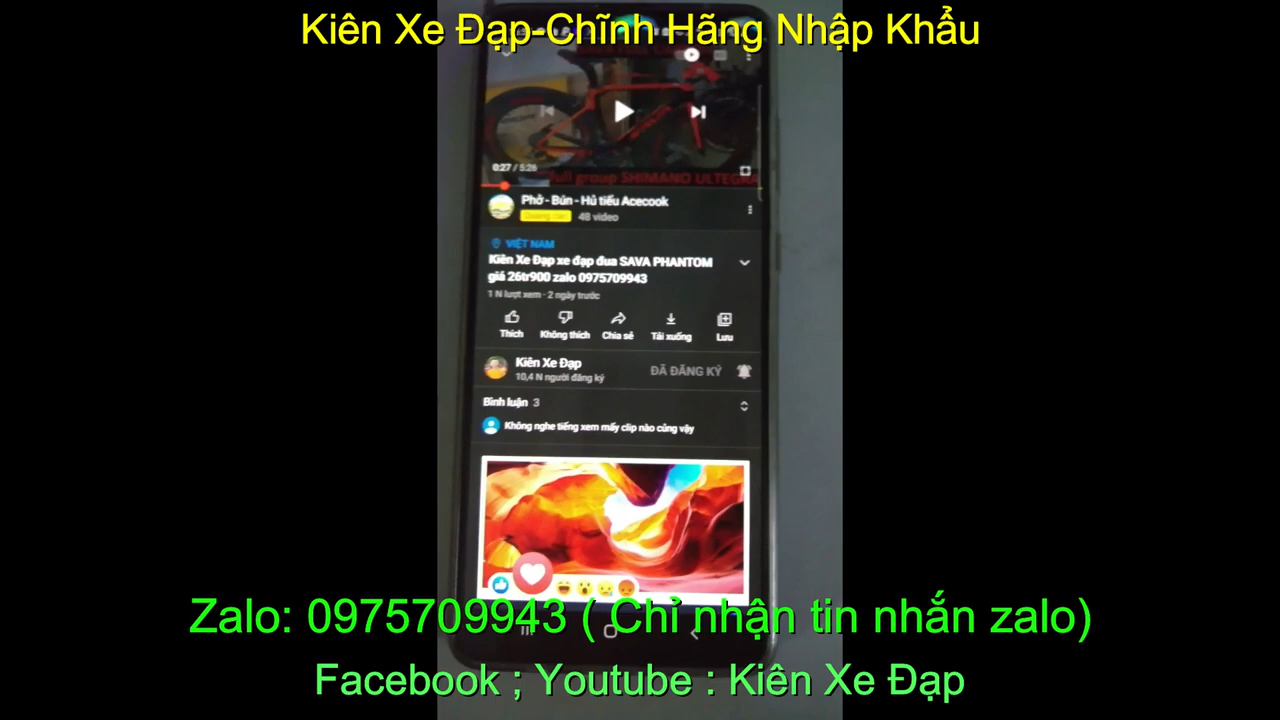 Kiên Xe Đạp-Chĩnh Hãng Nhập Khẩu
0:27 / 5:26
full group SHIMANO ULTEGRA
Phở - Bún - Hủ tiếu Acecook
48 video
VIỆT NAM
Kiên Xe Đạp xe đạp đua SAVA PHANTOM
giá 26tr900 zalo 0975709943
1 N lượt xem · 2 ngày trước
Thích Không thích Chia sẻ Tải xuống Lưu
Kiên Xe Đạp
10,4 N người đăng ký
ĐÃ ĐĂNG KÝ
Bình luận 3
Không nghe tiếng xem mấy clip nào củng vậy
Zalo: 0975709943 ( Chỉ nhận tin nhắn zalo)
Facebook ; Youtube : Kiên Xe Đạp